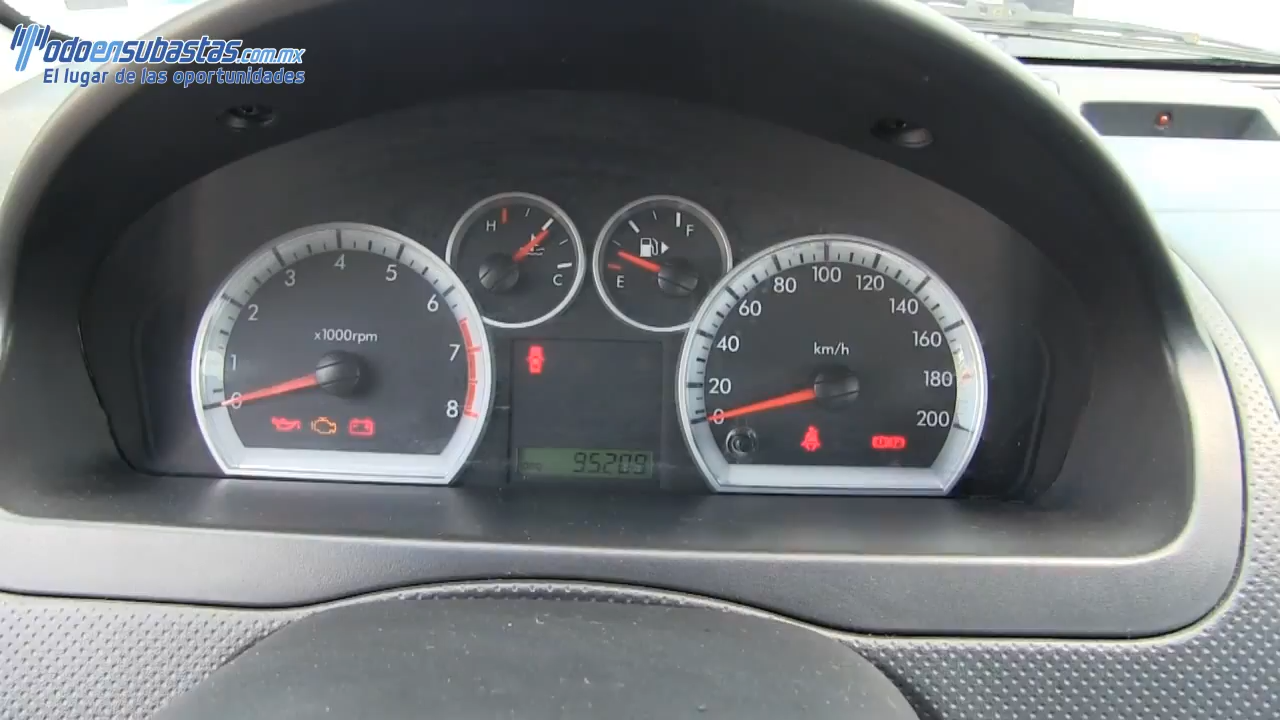 Todoensubastas.com.mx
El lugar de las oportunidades
0 1 2 3 4 5 6 7 8
x1000rpm
H C
F E
0 20 40 60 80 100 120 140 160 180 200
km/h
95209